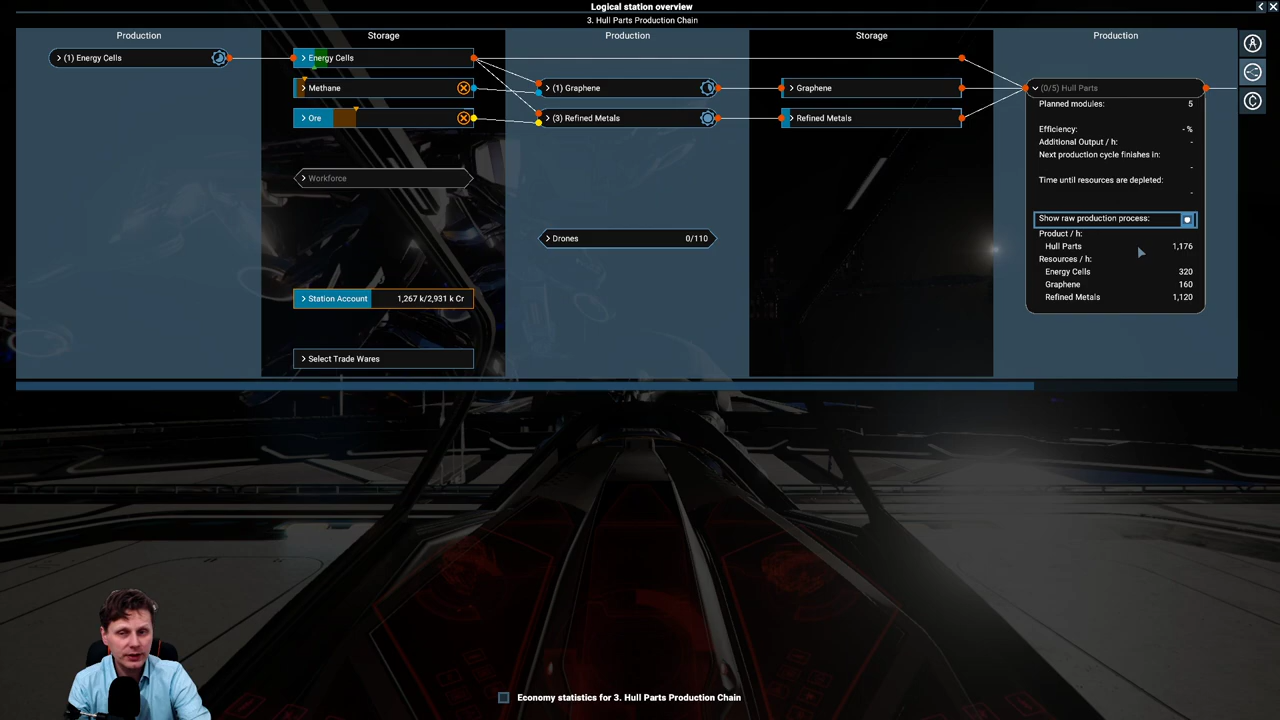 Logical station overview
3. Hull Parts Production Chain
Production
Storage
Production
Storage
Production
(1) Energy Cells
Energy Cells
Methane
(1) Graphene
Graphene
(0/5) Hull Parts
Ore
(3) Refined Metals
Refined Metals
Planned modules: 5
Efficiency: - %
Additional Output / h: -
Next production cycle finishes in:
-
Time until resources are depleted:
-
Workforce
Show raw production process:
Product / h:
Hull Parts 1,176
Resources / h:
Energy Cells 320
Graphene 160
Refined Metals 1,120
Drones 0/110
Station Account 1,267 k/2,931 k Cr
Select Trade Wares
Economy statistics for 3. Hull Parts Production Chain